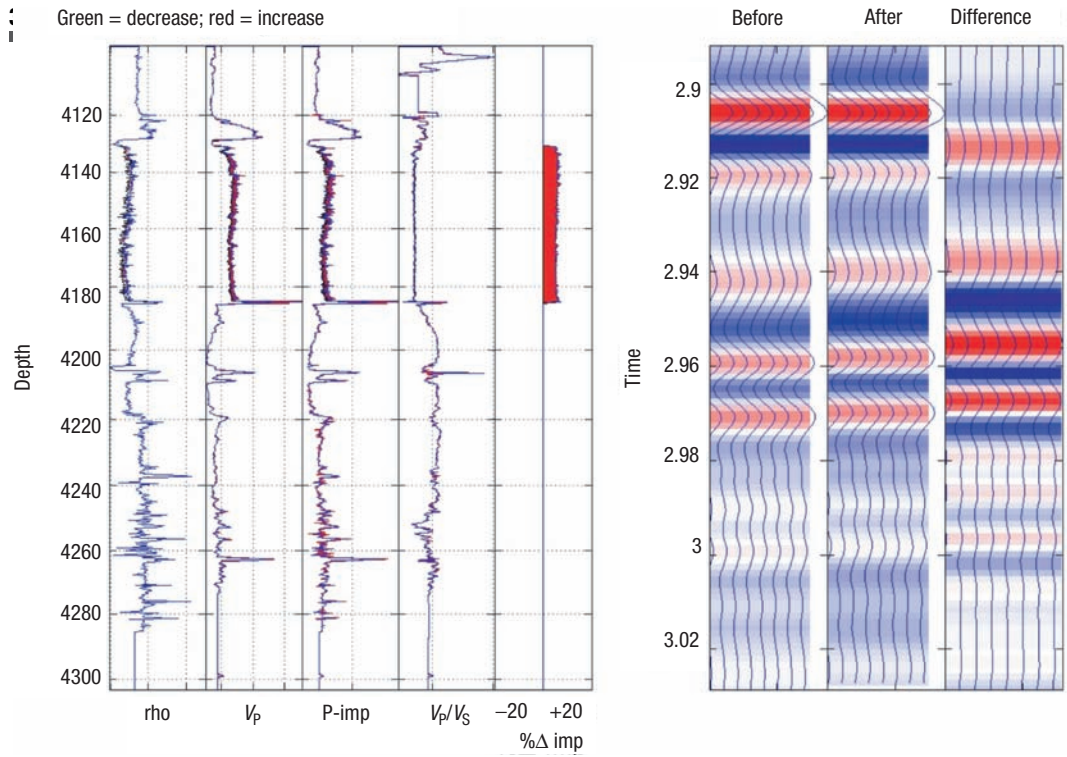 Green = decrease; red = increase
Depth
4120
4140
4160
4180
4200
4220
4240
4260
4280
4300
rho
VP
P-imp
VP/VS
−20
+20
%Δ imp
Before
After
Difference
Time
2.9
2.92
2.94
2.96
2.98
3
3.02